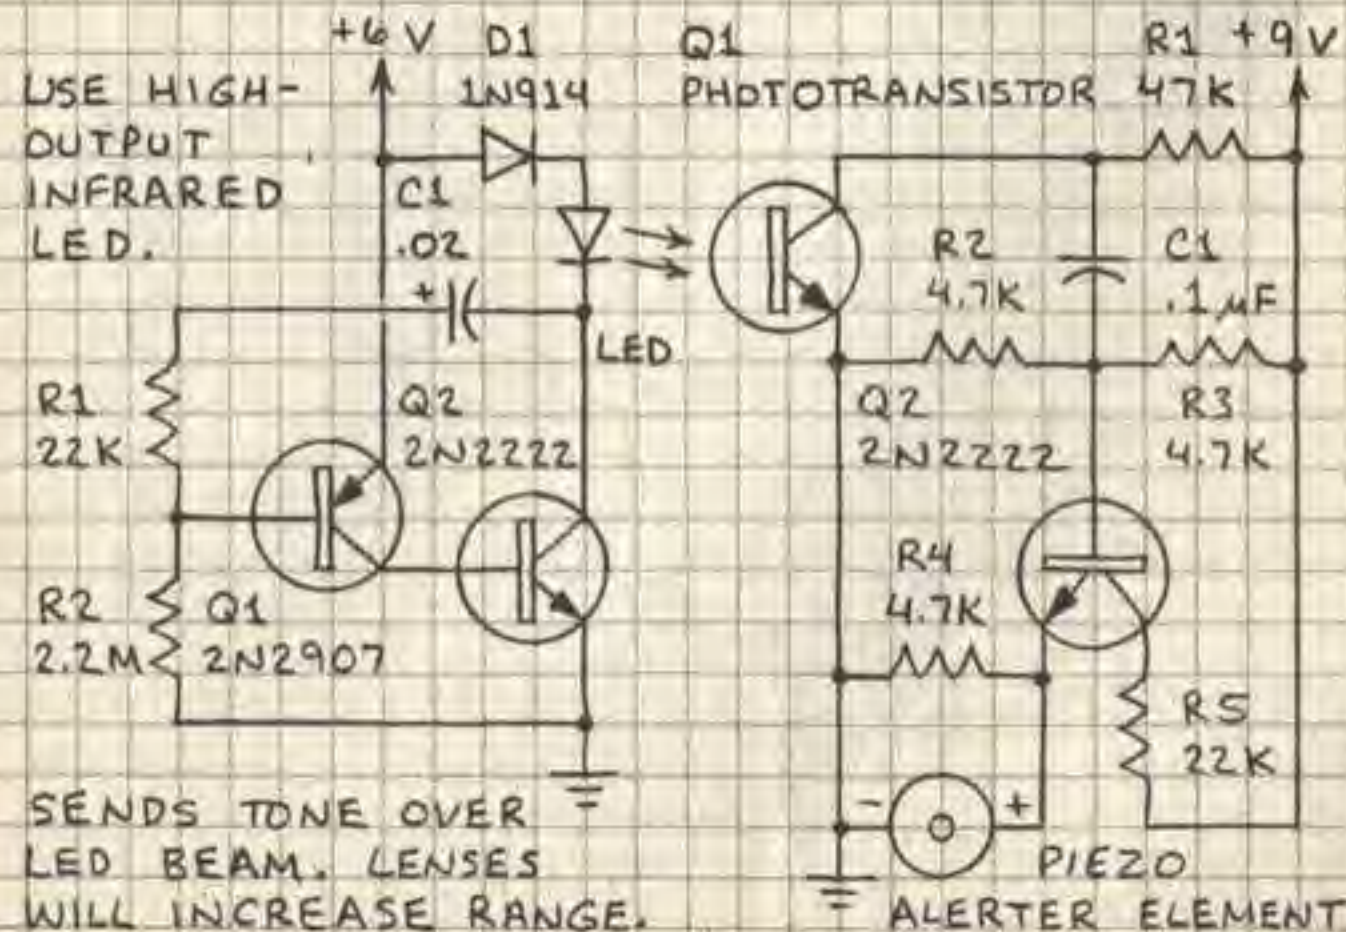 +6 V
D1
1N914
USE HIGH-
OUTPUT
INFRARED
LED.
C1
.02
+
LED
R1
22K
Q2
2N2222
R2
2.2M
Q1
2N2907
SENDS TONE OVER
LED BEAM. LENSES
WILL INCREASE RANGE.
Q1
PHOTOTRANSISTOR
R1
47K
+9V
R2
4.7K
C1
.1µF
Q2
2N2222
R3
4.7K
R4
4.7K
R5
22K
- +
PIEZO
ALERTER ELEMENT